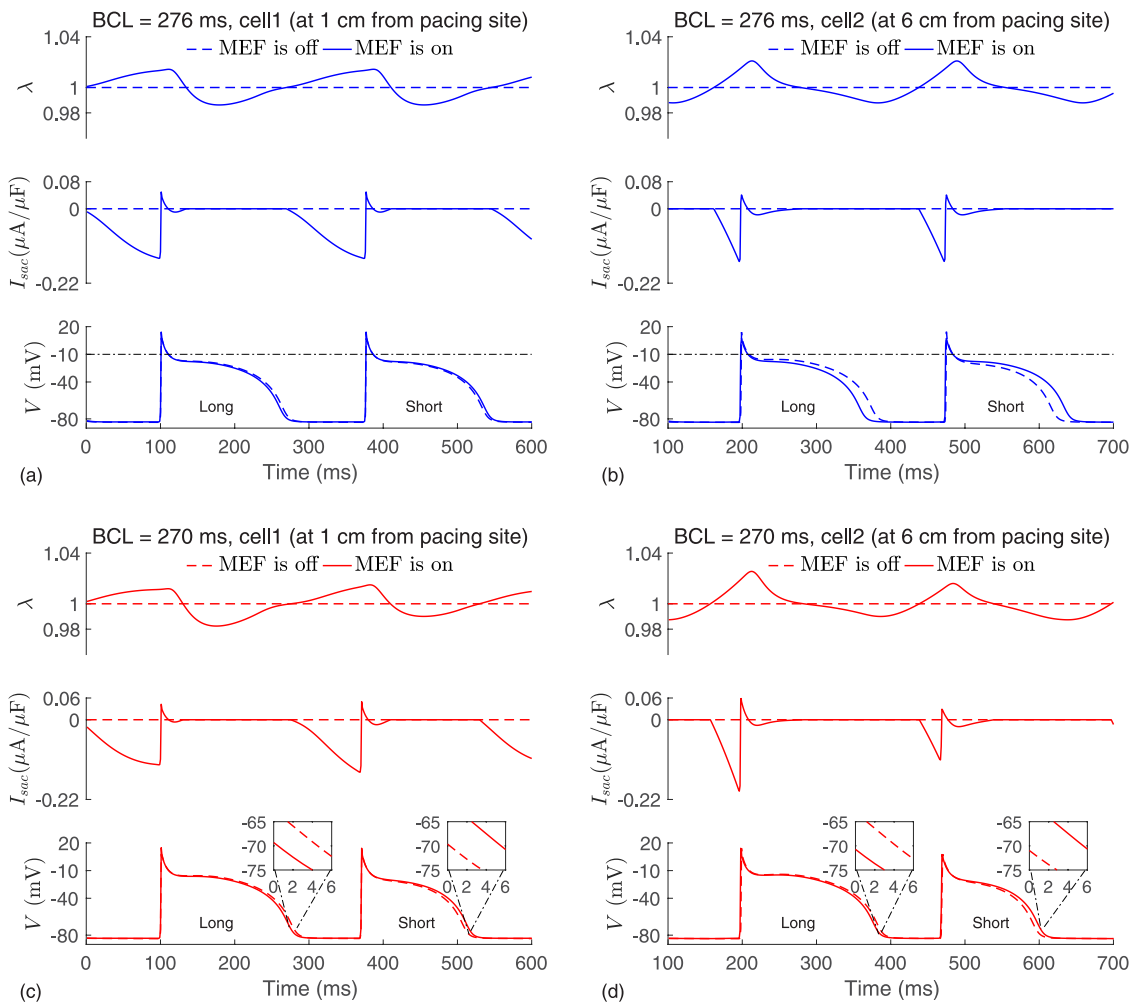 BCL = 276 ms, cell1 (at 1 cm from pacing site)
MEF is off MEF is on
1.04
1
0.98
λ
0.08
0
-0.22
I_sac(μA/μF)
20
-10
-40
-80
V (mV)
Long
Short
0 100 200 300 400 500 600
Time (ms)
(a)
BCL = 276 ms, cell2 (at 6 cm from pacing site)
MEF is off MEF is on
1.04
1
0.98
λ
0.08
0
-0.22
I_sac(μA/μF)
20
-10
-40
-80
V (mV)
Long
Short
100 200 300 400 500 600 700
Time (ms)
(b)
BCL = 270 ms, cell1 (at 1 cm from pacing site)
MEF is off MEF is on
1.04
1
0.98
λ
0.06
0
-0.22
I_sac(μA/μF)
-65
-70
-75
0 2 4 6
-65
-70
-75
0 2 4 6
20
-10
-80
V (mV)
Long
Short
0 100 200 300 400 500 600
Time (ms)
(c)
BCL = 270 ms, cell2 (at 6 cm from pacing site)
MEF is off MEF is on
1.04
1
0.98
λ
0.06
0
-0.22
I_sac(μA/μF)
-65
-70
-75
0 2 4 6
-65
-70
-75
0 2 4 6
20
-10
-80
V (mV)
Long
Short
100 200 300 400 500 600 700
Time (ms)
(d)